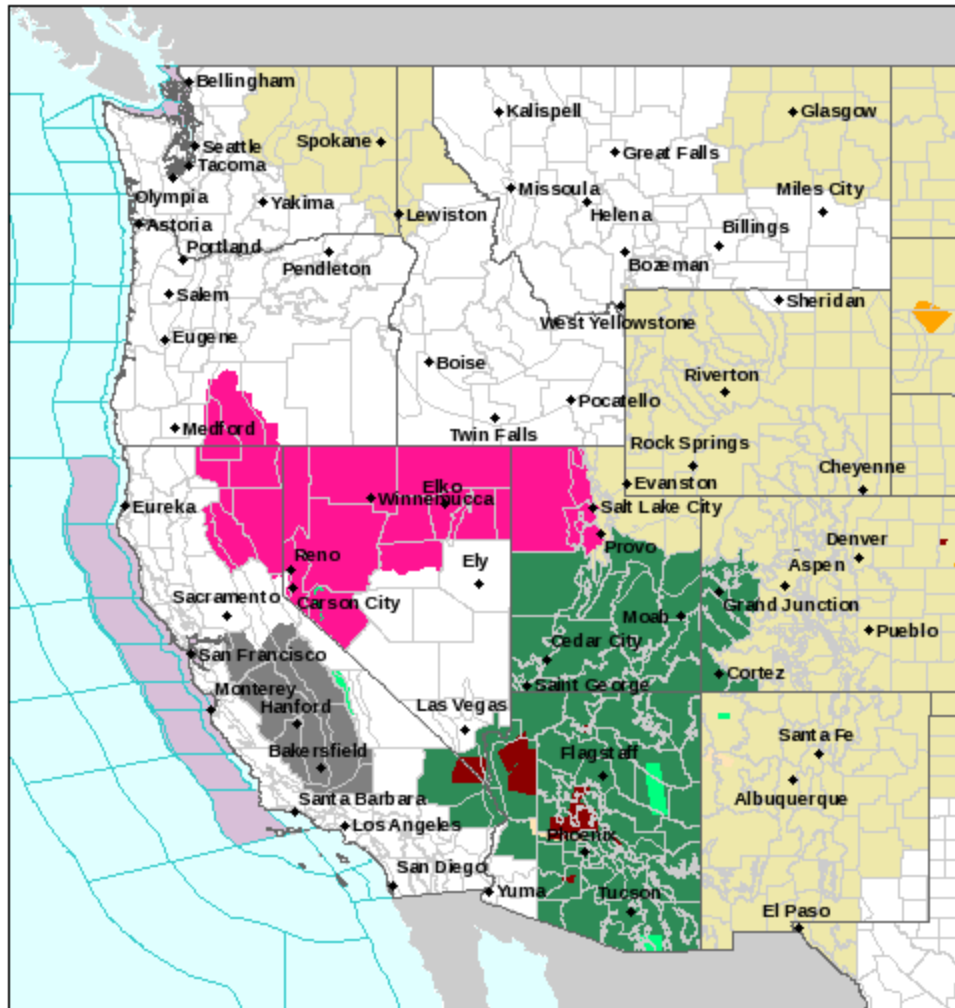 Bellingham
Kalispell
Glasgow
Spokane
Seattle
Great Falls
Tacoma
Missoula
Miles City
Olympia
Yakima
Lewiston
Helena
Astoria
Billings
Portland
Pendleton
Bozeman
Salem
Sheridan
West Yellowstone
Eugene
Boise
Riverton
Pocatello
Medford
Twin Falls
Rock Springs
Cheyenne
Evanston
Elko
Winnemucca
Eureka
Salt Lake City
Denver
Provo
Reno
Ely
Aspen
Sacramento
Carson City
Grand Junction
Moab
Pueblo
Cedar City
San Francisco
Cortez
Saint George
Monterey
Hanford
Las Vegas
Santa Fe
Bakersfield
Flagstaff
Albuquerque
Santa Barbara
Los Angeles
Phoenix
San Diego
Yuma
Tucson
El Paso